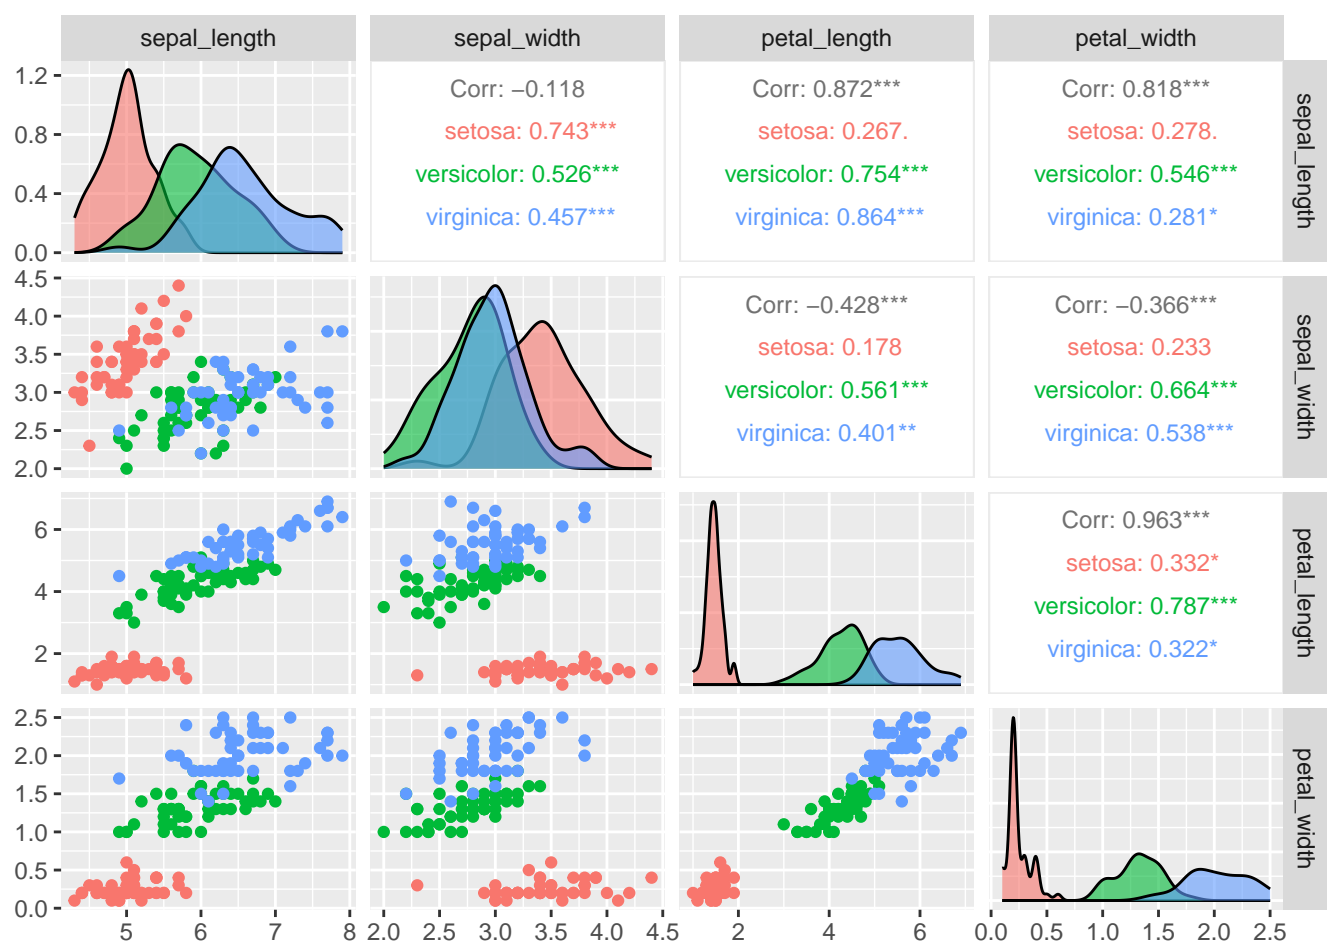 sepal_length
sepal_width
petal_length
petal_width
1.2
0.8
0.4
0.0
Corr: −0.118
setosa: 0.743***
versicolor: 0.526***
virginica: 0.457***
Corr: 0.872***
setosa: 0.267.
versicolor: 0.754***
virginica: 0.864***
Corr: 0.818***
setosa: 0.278.
versicolor: 0.546***
virginica: 0.281*
sepal_length
4.5
4.0
3.5
3.0
2.5
2.0
Corr: −0.428***
setosa: 0.178
versicolor: 0.561***
virginica: 0.401**
Corr: −0.366***
setosa: 0.233
versicolor: 0.664***
virginica: 0.538***
sepal_width
6
4
2
Corr: 0.963***
setosa: 0.332*
versicolor: 0.787***
virginica: 0.322*
petal_length
2.5
2.0
1.5
1.0
0.5
0.0
petal_width
5 6 7 8
2.0 2.5 3.0 3.5 4.0 4.5
2 4 6
0.0 0.5 1.0 1.5 2.0 2.5